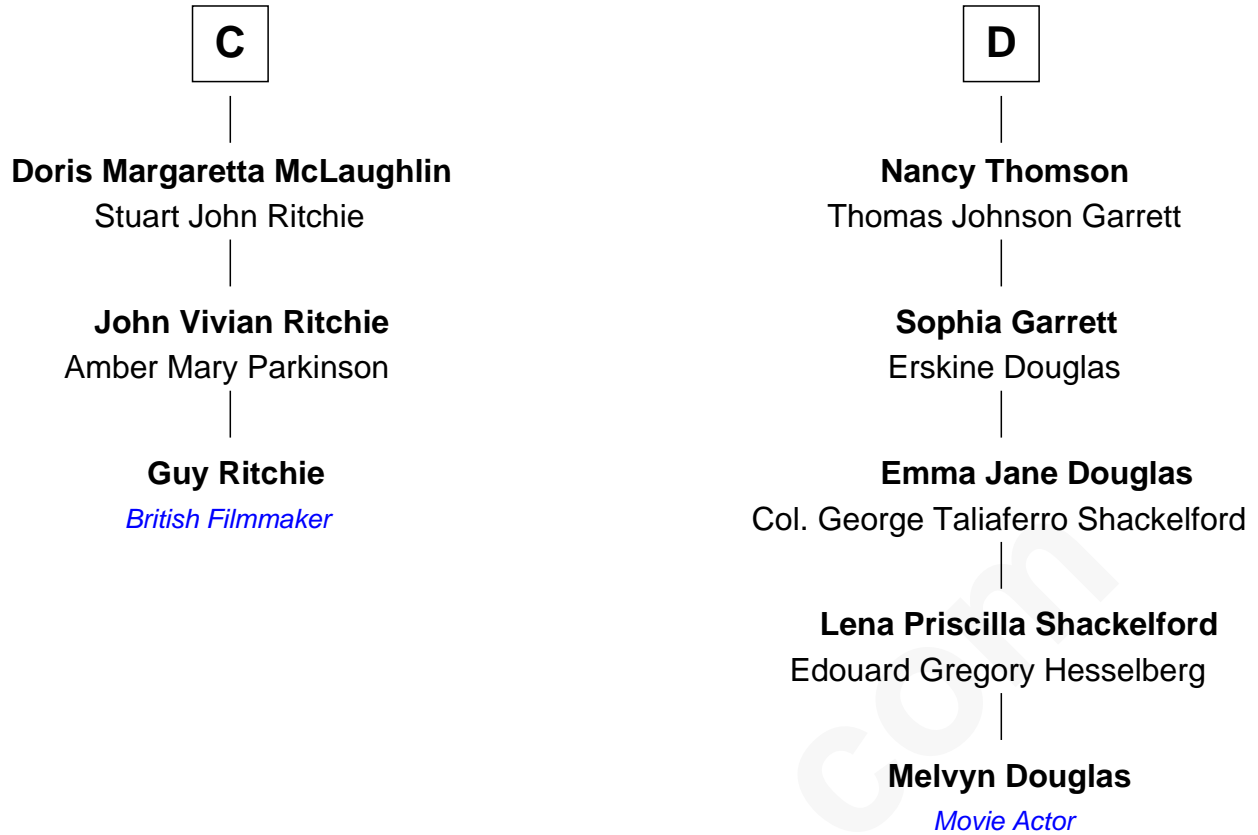 C
Doris Margaretta McLaughlin
Stuart John Ritchie
John Vivian Ritchie
Amber Mary Parkinson
Guy Ritchie
British Filmmaker
D
Nancy Thomson
Thomas Johnson Garrett
Sophia Garrett
Erskine Douglas
Emma Jane Douglas
Col. George Taliaferro Shackelford
Lena Priscilla Shackelford
Edouard Gregory Hesselberg
Melvyn Douglas
Movie Actor
com